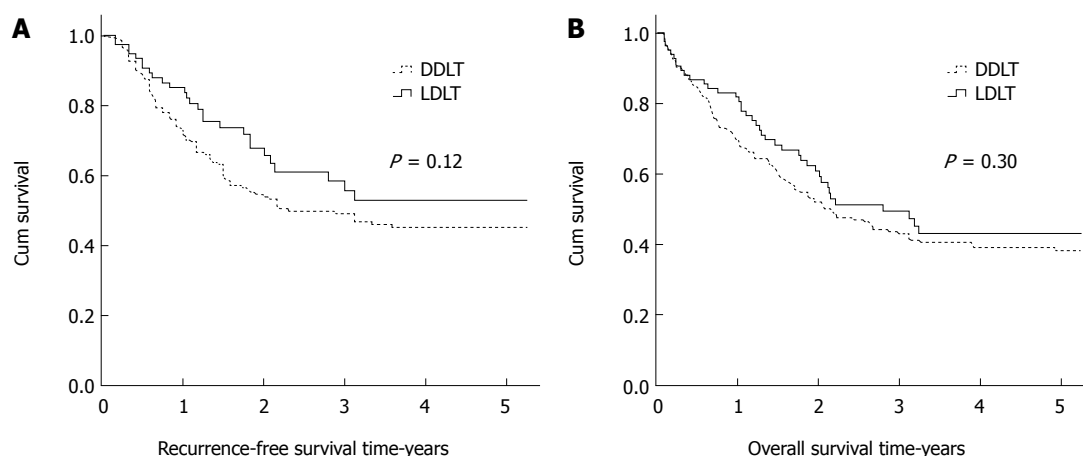 A
1.0
0.8
0.6
0.4
0.2
0.0
Cum survival
DDLT
LDLT
P = 0.12
0 1 2 3 4 5
Recurrence-free survival time-years
B
1.0
0.8
0.6
0.4
0.2
0.0
Cum survival
DDLT
LDLT
P = 0.30
0 1 2 3 4 5
Overall survival time-years